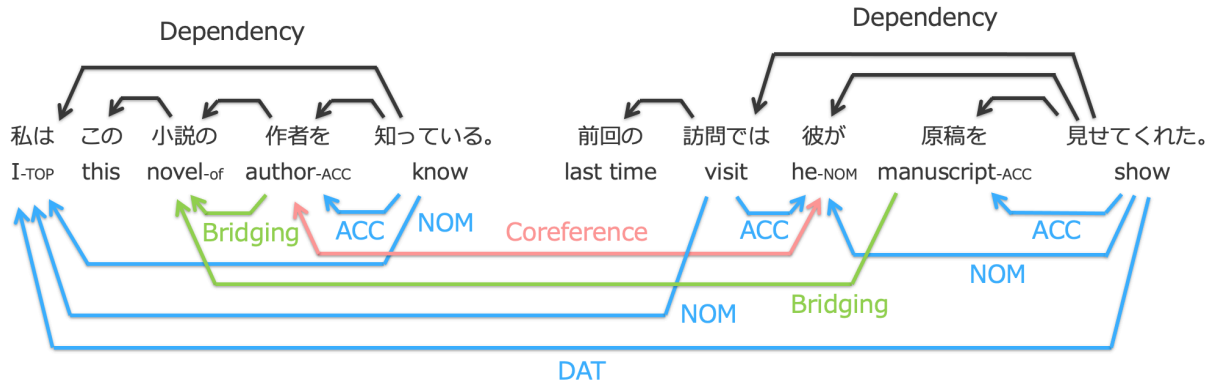 Dependency
Dependency
私は この 小説の 作者を 知っている。 前回の 訪問では 彼が 原稿を 見せてくれた。
I-TOP this novel-of author-ACC know last time visit he-NOM manuscript-ACC show
Bridging ACC NOM Coreference ACC ACC
NOM
NOM Bridging
DAT